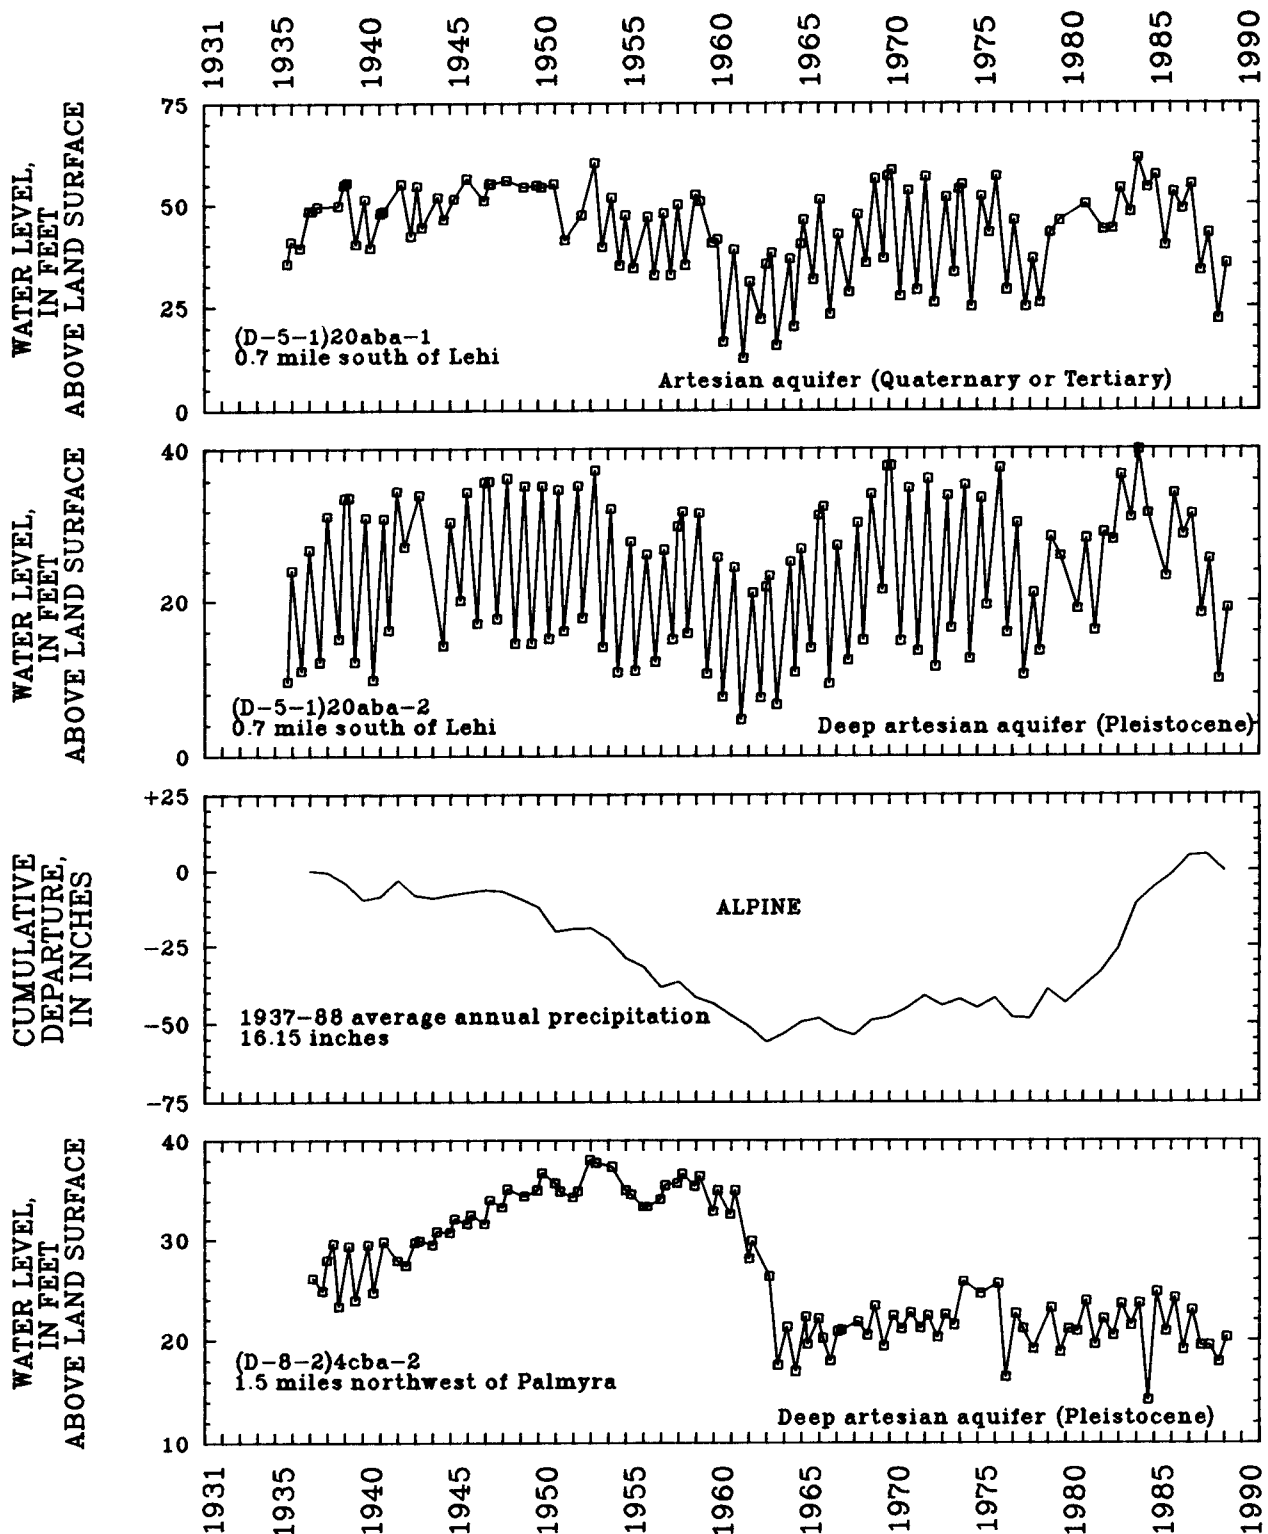 1931 1935 1940 1945 1950 1955 1960 1965 1970 1975 1980 1985 1990
WATER LEVEL,
IN FEET
ABOVE LAND SURFACE
75
50
25
0
(D-5-1)20aba-1
0.7 mile south of Lehi
Artesian aquifer (Quaternary or Tertiary)
WATER LEVEL,
IN FEET
ABOVE LAND SURFACE
40
20
0
(D-5-1)20aba-2
0.7 mile south of Lehi
Deep artesian aquifer (Pleistocene)
CUMULATIVE
DEPARTURE,
IN INCHES
+25
0
-25
-50
-75
ALPINE
1937-88 average annual precipitation
16.15 inches
WATER LEVEL,
IN FEET
ABOVE LAND SURFACE
40
30
20
10
(D-8-2)4cba-2
1.5 miles northwest of Palmyra
Deep artesian aquifer (Pleistocene)
1931 1935 1940 1945 1950 1955 1960 1965 1970 1975 1980 1985 1990